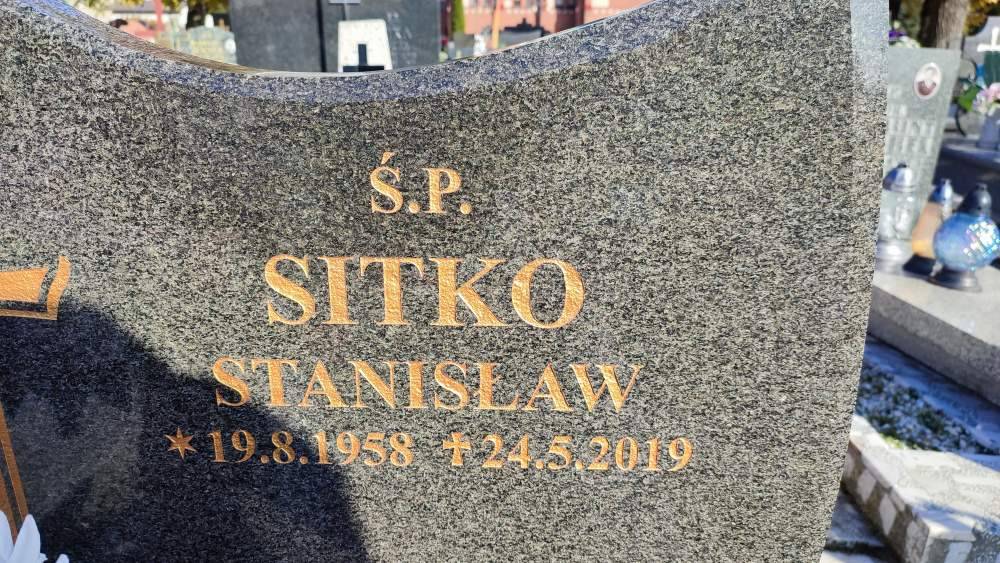 Ś.P.
SITKO
STANISŁAW
✶ 19.8.1958 ✝ 24.5.2019